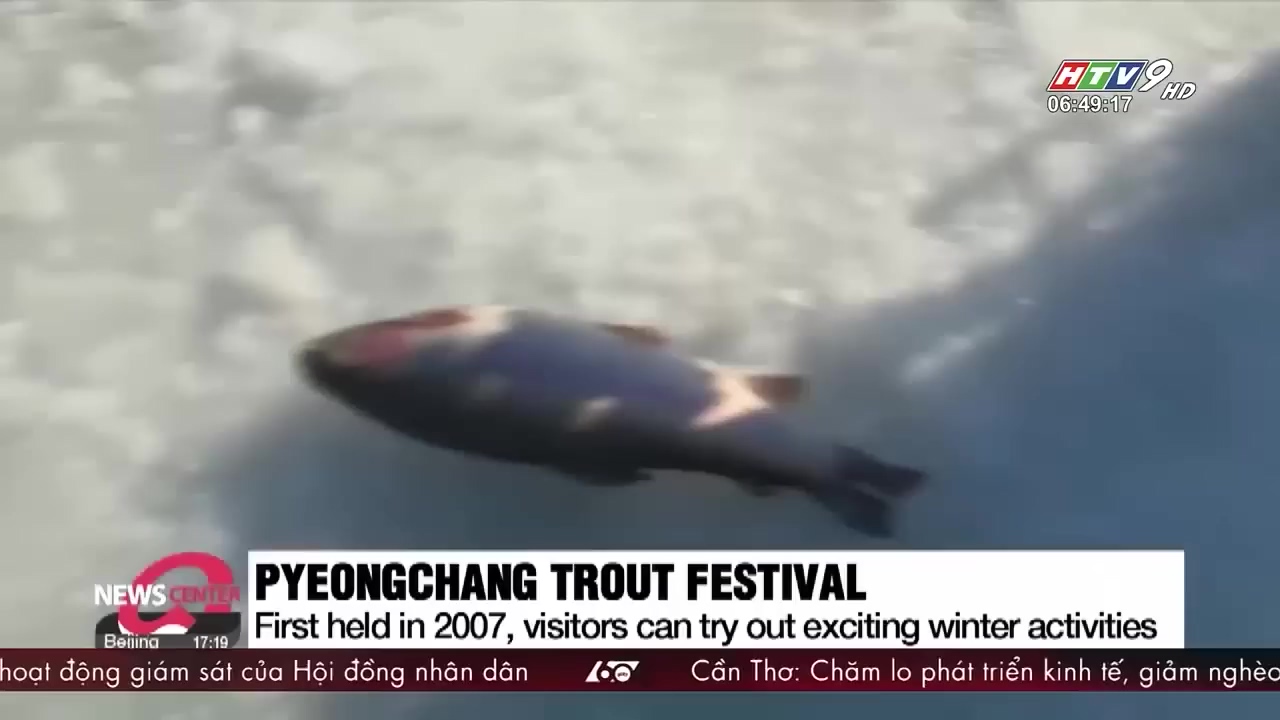 HTV9 HD
06:49:17
PYEONGCHANG TROUT FESTIVAL
First held in 2007, visitors can try out exciting winter activities
NEWS CENTER
Beijing 17:19
hoạt động giám sát của Hội đồng nhân dân
60 giây
Cần Thơ: Chăm lo phát triển kinh tế, giảm nghèo